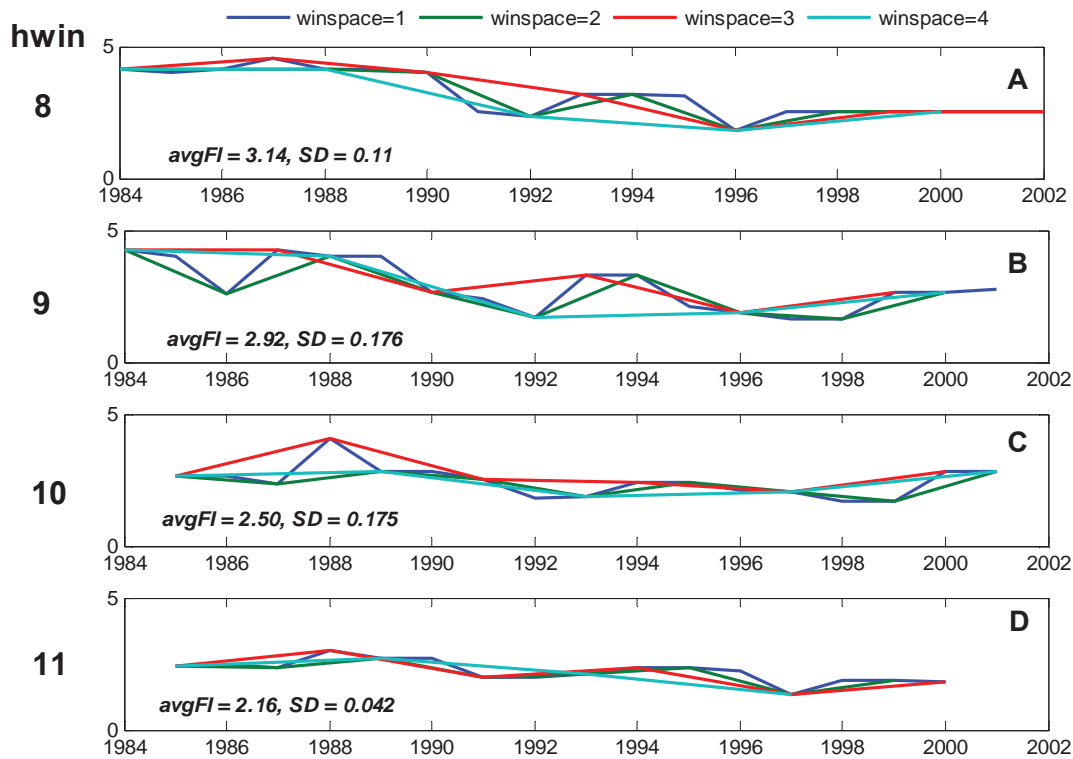 winspace=1 winspace=2 winspace=3 winspace=4
hwin
5
A
8
avgFI = 3.14, SD = 0.11
0
1984 1986 1988 1990 1992 1994 1996 1998 2000 2002
5
B
9
avgFI = 2.92, SD = 0.176
0
1984 1986 1988 1990 1992 1994 1996 1998 2000 2002
5
C
10
avgFI = 2.50, SD = 0.175
0
1984 1986 1988 1990 1992 1994 1996 1998 2000 2002
5
D
11
avgFI = 2.16, SD = 0.042
0
1984 1986 1988 1990 1992 1994 1996 1998 2000 2002